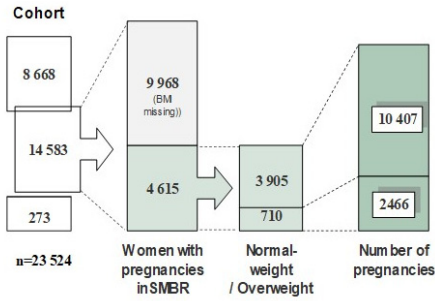 Cohort
8 668
14 583
273
n=23 524
9 968
(BMI
missing))
4 615
Women with
pregnancies
inSMBR
3 905
710
Normal-
weight
/ Overweight
10 407
2466
Number of
pregnancies